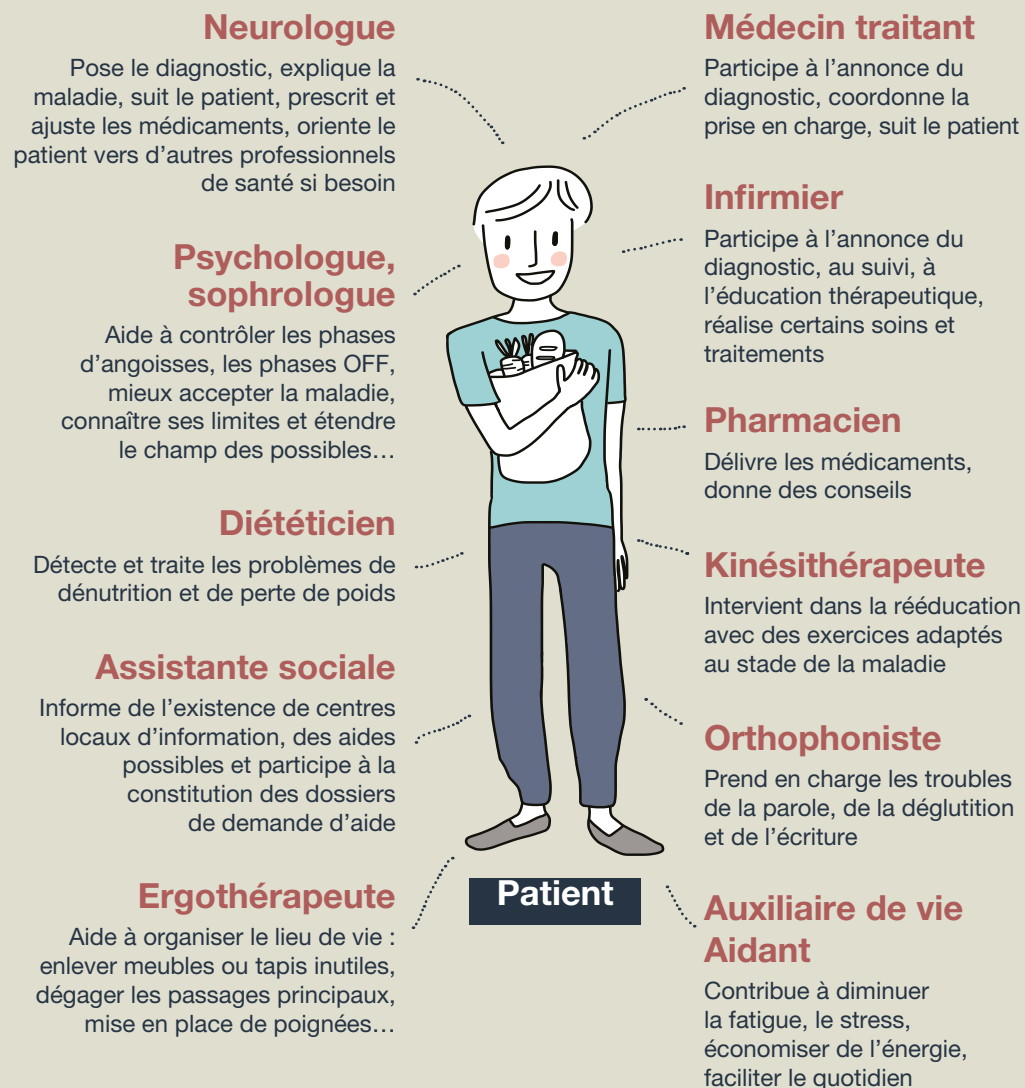 Neurologue
Pose le diagnostic, explique la
maladie, suit le patient, prescrit et
ajuste les médicaments, oriente le
patient vers d’autres professionnels
de santé si besoin
Psychologue,
sophrologue
Aide à contrôler les phases
d’angoisses, les phases OFF,
mieux accepter la maladie,
connaître ses limites et étendre
le champ des possibles…
Diététicien
Détecte et traite les problèmes de
dénutrition et de perte de poids
Assistante sociale
Informe de l’existence de centres
locaux d’information, des aides
possibles et participe à la
constitution des dossiers
de demande d’aide
Ergothérapeute
Aide à organiser le lieu de vie :
enlever meubles ou tapis inutiles,
dégager les passages principaux,
mise en place de poignées…
Patient
Médecin traitant
Participe à l’annonce du
diagnostic, coordonne la
prise en charge, suit le patient
Infirmier
Participe à l’annonce du
diagnostic, au suivi, à
l’éducation thérapeutique,
réalise certains soins et
traitements
Pharmacien
Délivre les médicaments,
donne des conseils
Kinésithérapeute
Intervient dans la rééducation
avec des exercices adaptés
au stade de la maladie
Orthophoniste
Prend en charge les troubles
de la parole, de la déglutition
et de l’écriture
Auxiliaire de vie
Aidant
Contribue à diminuer
la fatigue, le stress,
économiser de l’énergie,
faciliter le quotidien